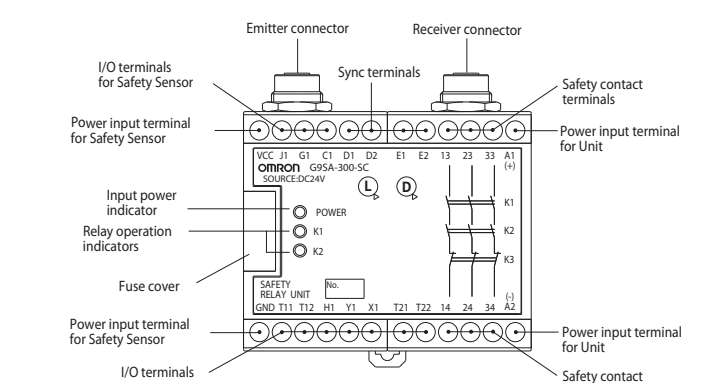 Emitter connector
Receiver connector
I/O terminals
for Safety Sensor
Sync terminals
Safety contact
terminals
Power input terminal
for Safety Sensor
Power input terminal
for Unit
VCC J1 G1 C1 D1 D2 E1 E2 13 23 33 A1
(+)
OMRON G9SA-300-SC
SOURCE:DC24V
L
D
Input power
indicator
POWER
K1
Relay operation
indicators
K1
K2
K2
K3
Fuse cover
SAFETY
RELAY UNIT
No.
(-)
GND T11 T12 H1 Y1 X1 T21 T22 14 24 34 A2
Power input terminal
for Safety Sensor
Power input terminal
for Unit
I/O terminals
Safety contact